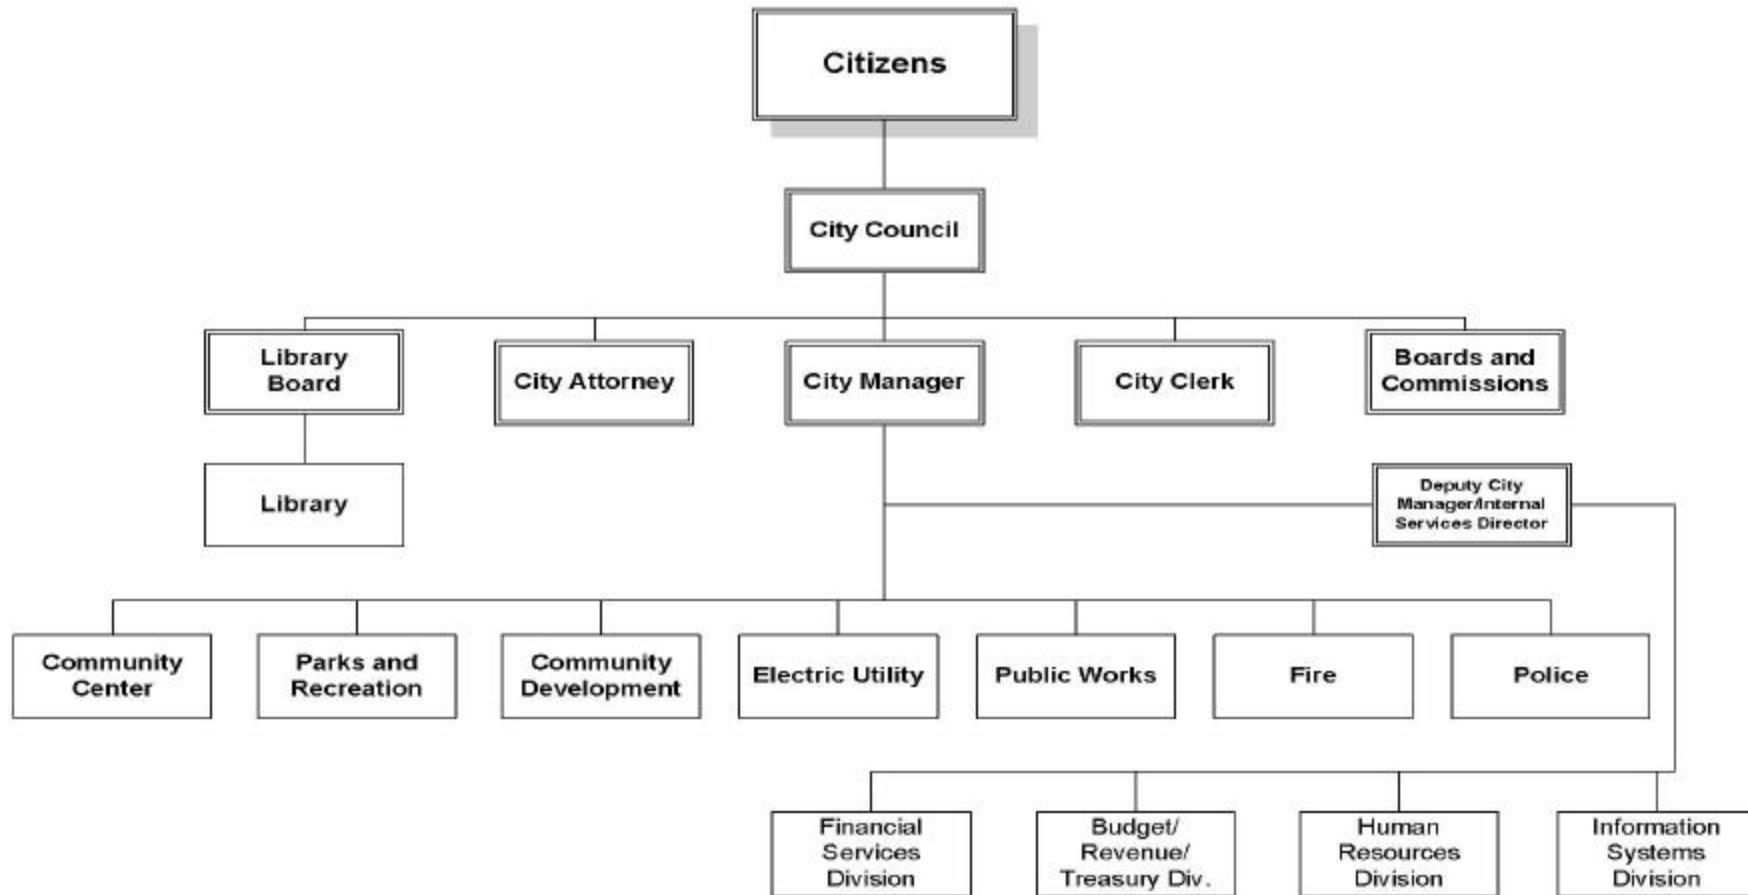 Citizens
City Council
Library
Board
City Attorney
City Manager
City Clerk
Boards and
Commissions
Library
Deputy City
Manager/Internal
Services Director
Community
Center
Parks and
Recreation
Community
Development
Electric Utility
Public Works
Fire
Police
Financial
Services
Division
Budget/
Revenue/
Treasury Div.
Human
Resources
Division
Information
Systems
Division